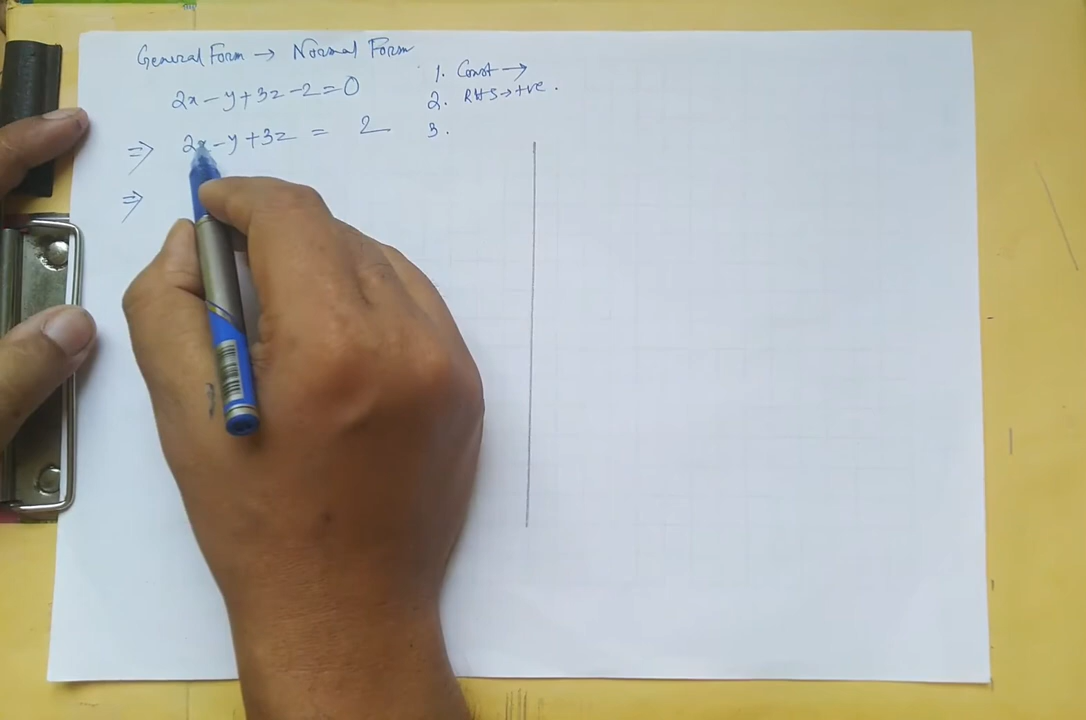 General Form → Normal Form
2x - y + 3z - 2 = 0
⇒ 2x - y + 3z = 2
⇒
1. Const →
2. RHS → +ve.
3.